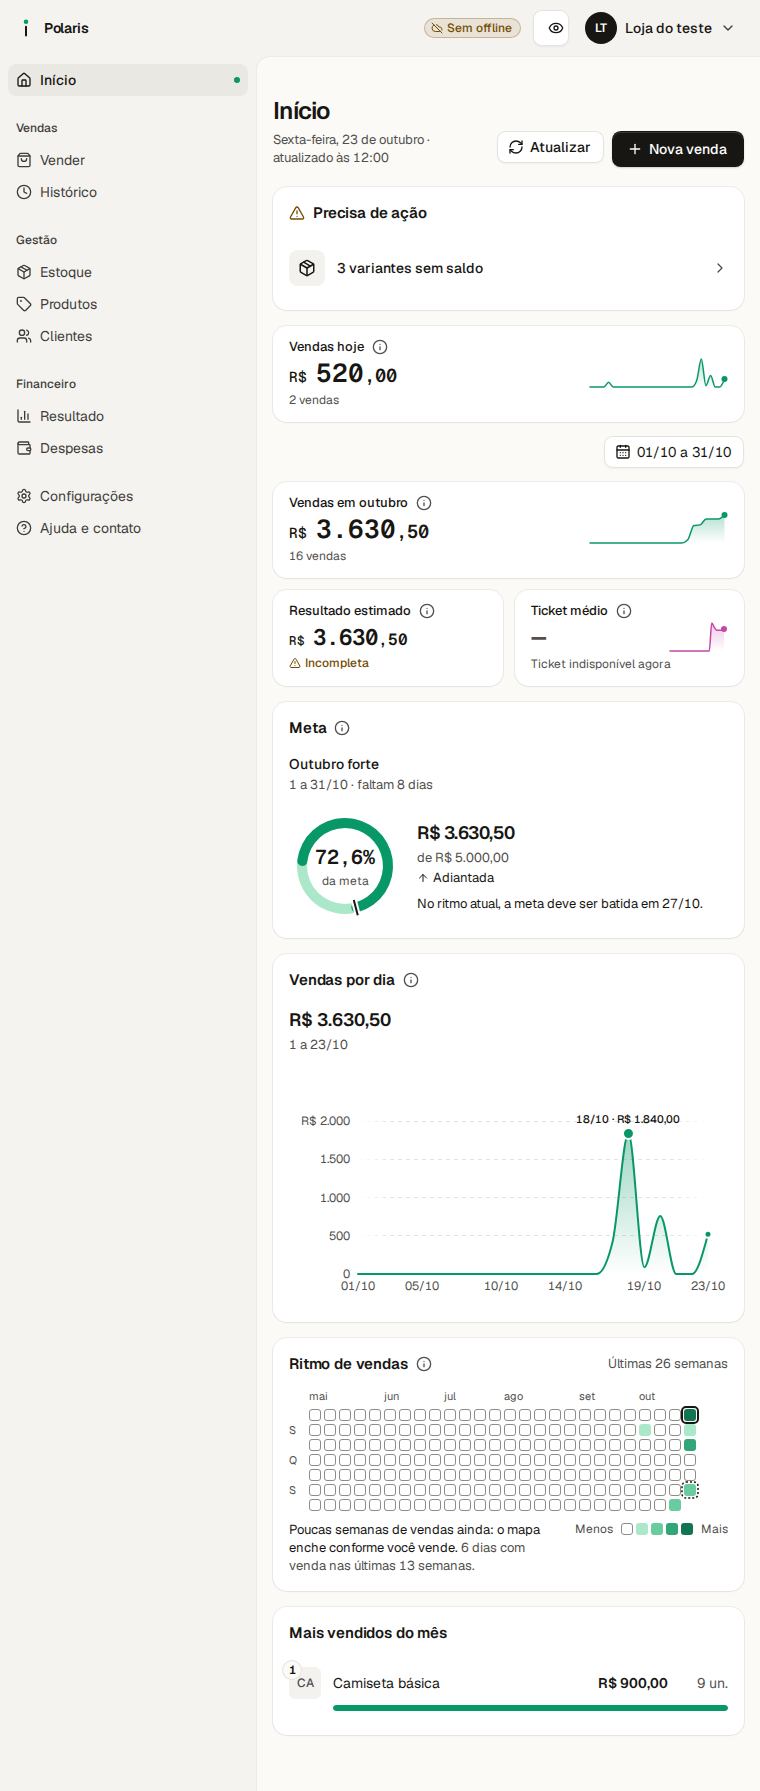 Polaris
Sem offline
LT
Loja do teste
Início
Vendas
Vender
Histórico
Gestão
Estoque
Produtos
Clientes
Financeiro
Resultado
Despesas
Configurações
Ajuda e contato
Início
Sexta-feira, 23 de outubro ·
atualizado às 12:00
Atualizar
Nova venda
Precisa de ação
3 variantes sem saldo
Vendas hoje
R$ 520,00
2 vendas
01/10 a 31/10
Vendas em outubro
R$ 3.630,50
16 vendas
Resultado estimado
R$ 3.630,50
Incompleta
Ticket médio
—
Ticket indisponível agora
Meta
Outubro forte
1 a 31/10 · faltam 8 dias
72,6%
da meta
R$ 3.630,50
de R$ 5.000,00
Adiantada
No ritmo atual, a meta deve ser batida em 27/10.
Vendas por dia
R$ 3.630,50
1 a 23/10
18/10 · R$ 1.840,00
R$ 2.000
1.500
1.000
500
0
01/10 05/10 10/10 14/10 19/10 23/10
Ritmo de vendas
Últimas 26 semanas
mai jun jul ago set out
S
Q
S
Poucas semanas de vendas ainda: o mapa
enche conforme você vende. 6 dias com
venda nas últimas 13 semanas.
Menos Mais
Mais vendidos do mês
1
CA
Camiseta básica R$ 900,00 9 un.